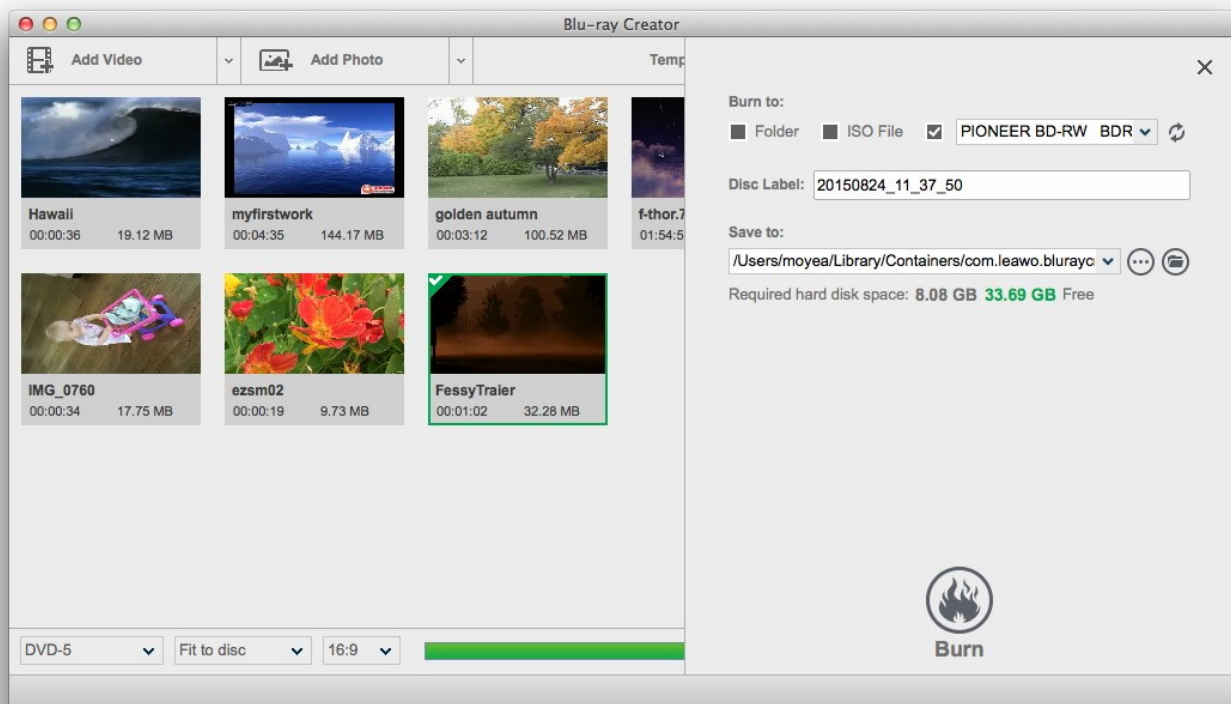 Blu-ray Creator
Add Video
Add Photo
Temp
Hawaii
00:00:36 19.12 MB
myfirstwork
00:04:35 144.17 MB
golden autumn
00:03:12 100.52 MB
f-thor.7
01:54:5
IMG_0760
00:00:34 17.75 MB
ezsm02
00:00:19 9.73 MB
FessyTraier
00:01:02 32.28 MB
DVD-5
Fit to disc
16:9
Burn to:
Folder ISO File PIONEER BD-RW BDR
Disc Label: 20150824_11_37_50
Save to:
/Users/moyea/Library/Containers/com.leawo.blurayc
Required hard disk space: 8.08 GB 33.69 GB Free
Burn